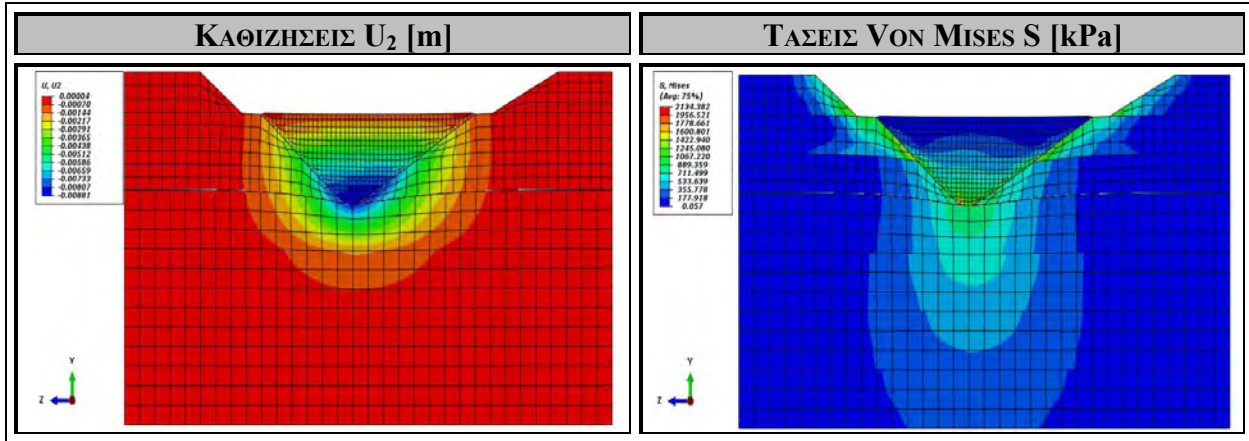 ΚΑΘΙΖΗΣΕΙΣ U2 [m]
ΤΑΣΕΙΣ VON MISES S [kPa]
U, U2
0.00004
-0.00070
-0.00144
-0.00217
-0.00291
-0.00365
-0.00438
-0.00512
-0.00586
-0.00659
-0.00733
-0.00807
-0.00881
Y
Z
S, Mises
(Avg: 75%)
2134.382
1956.521
1778.661
1600.801
1422.940
1245.080
1067.220
889.359
711.499
533.639
355.778
177.918
0.057
Y
Z